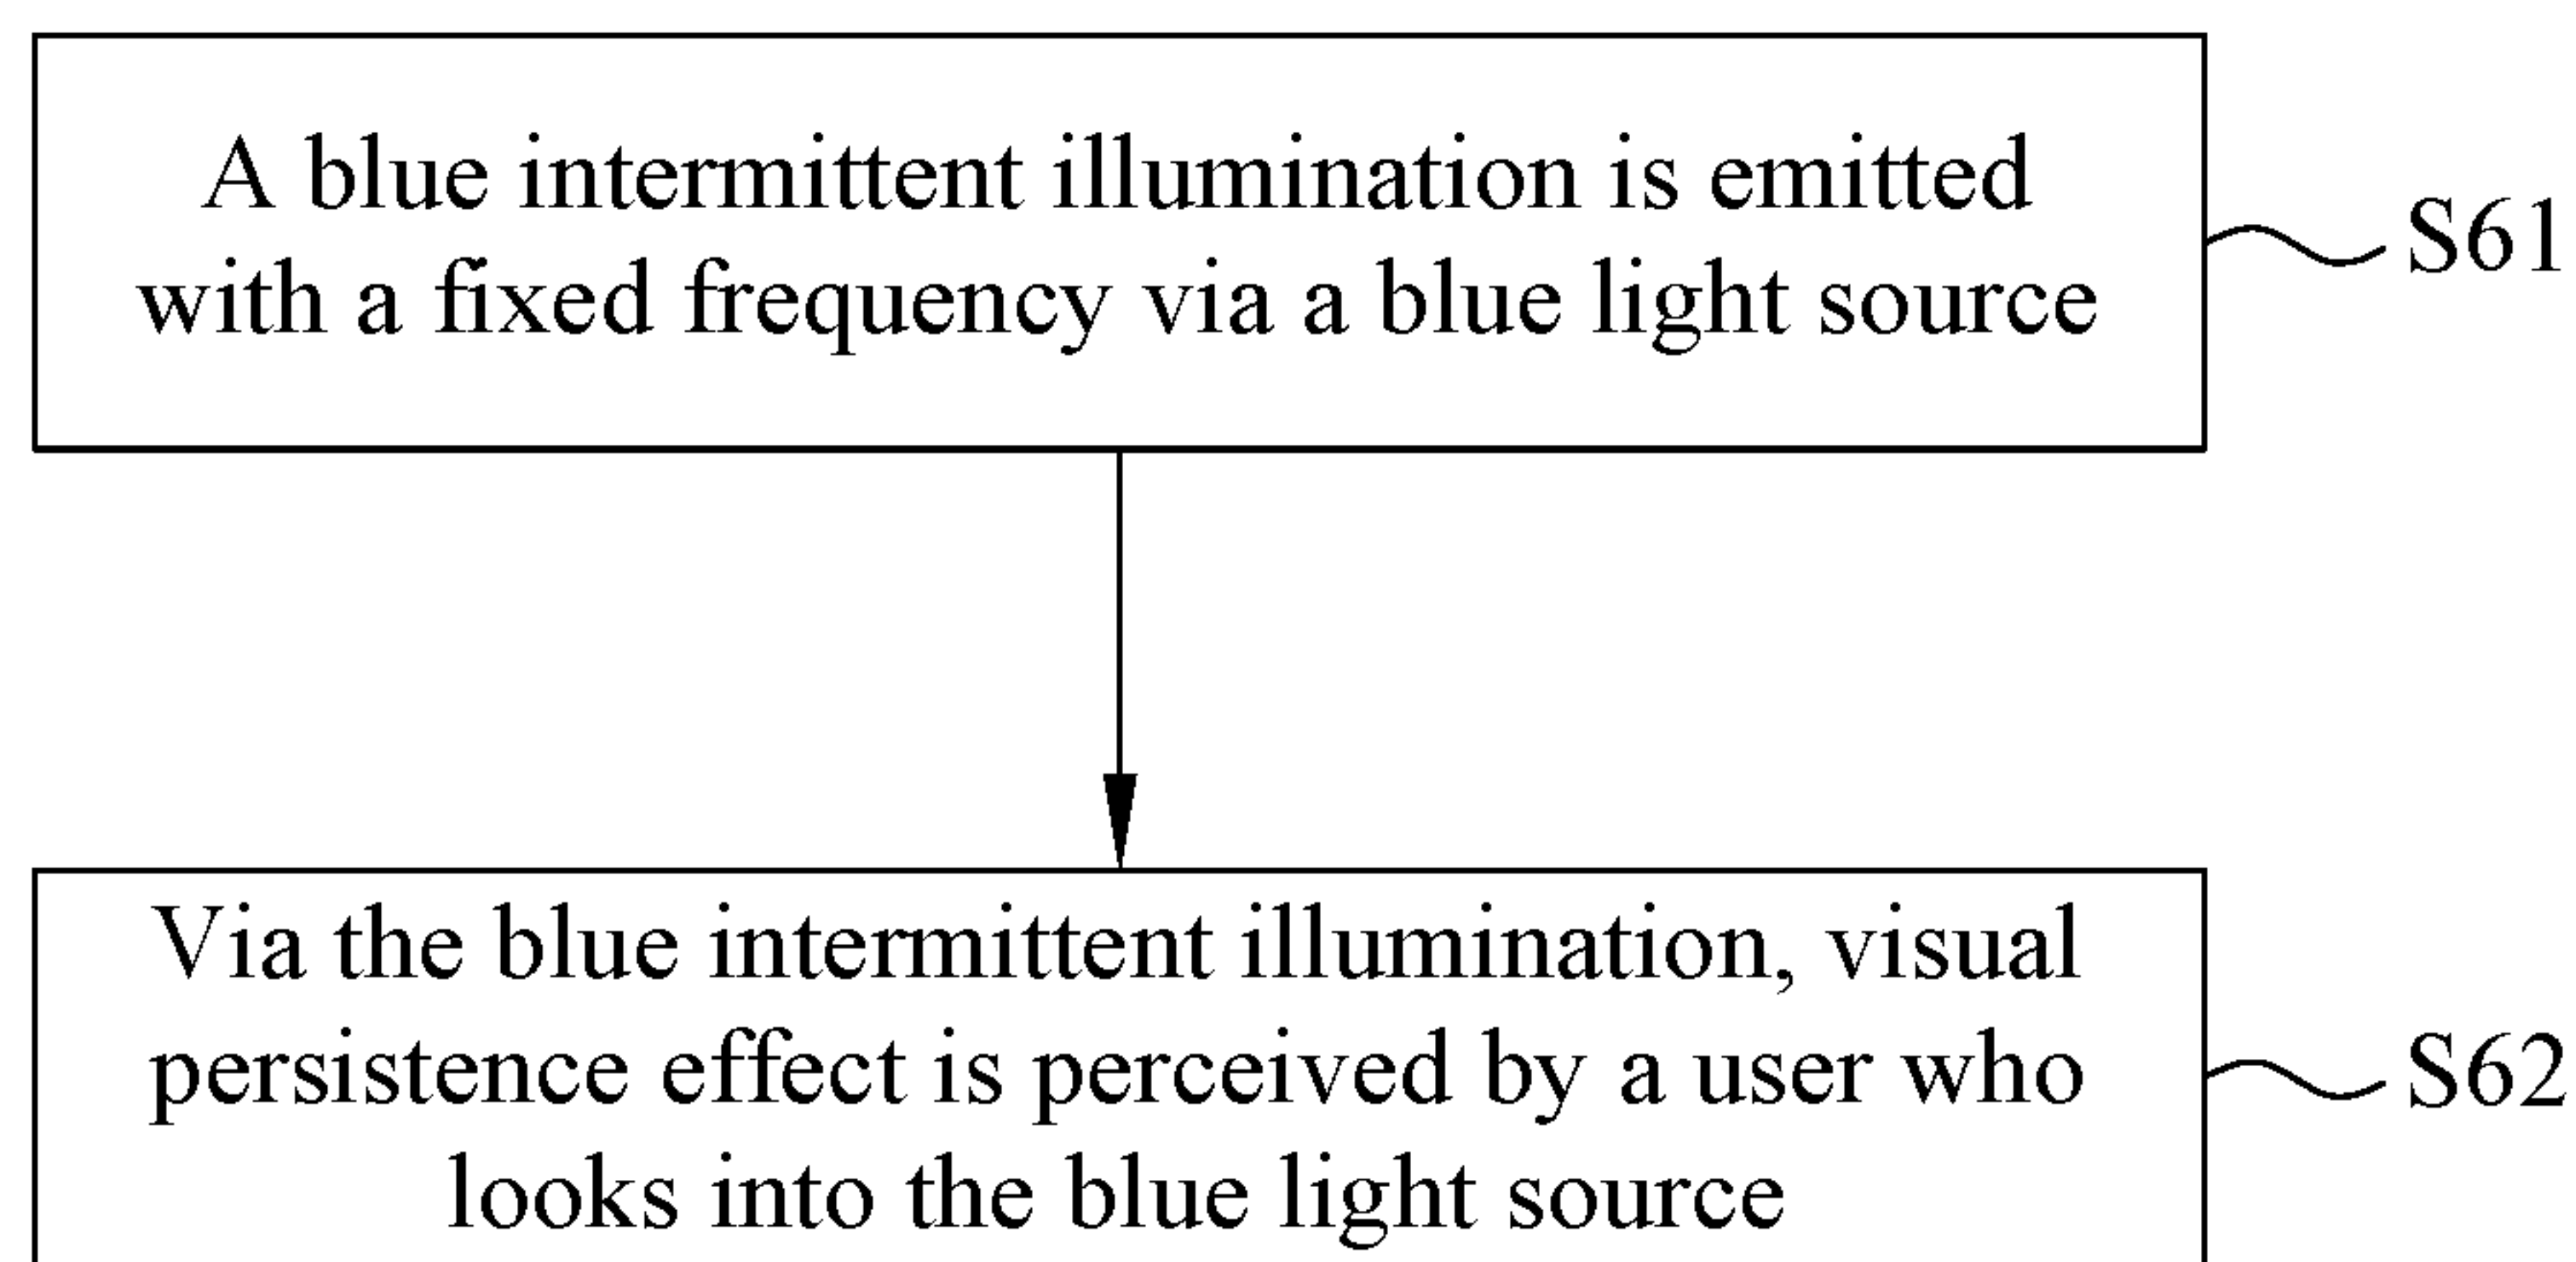 A blue intermittent illumination is emitted
with a fixed frequency via a blue light source
S61
Via the blue intermittent illumination, visual
persistence effect is perceived by a user who
looks into the blue light source
S62